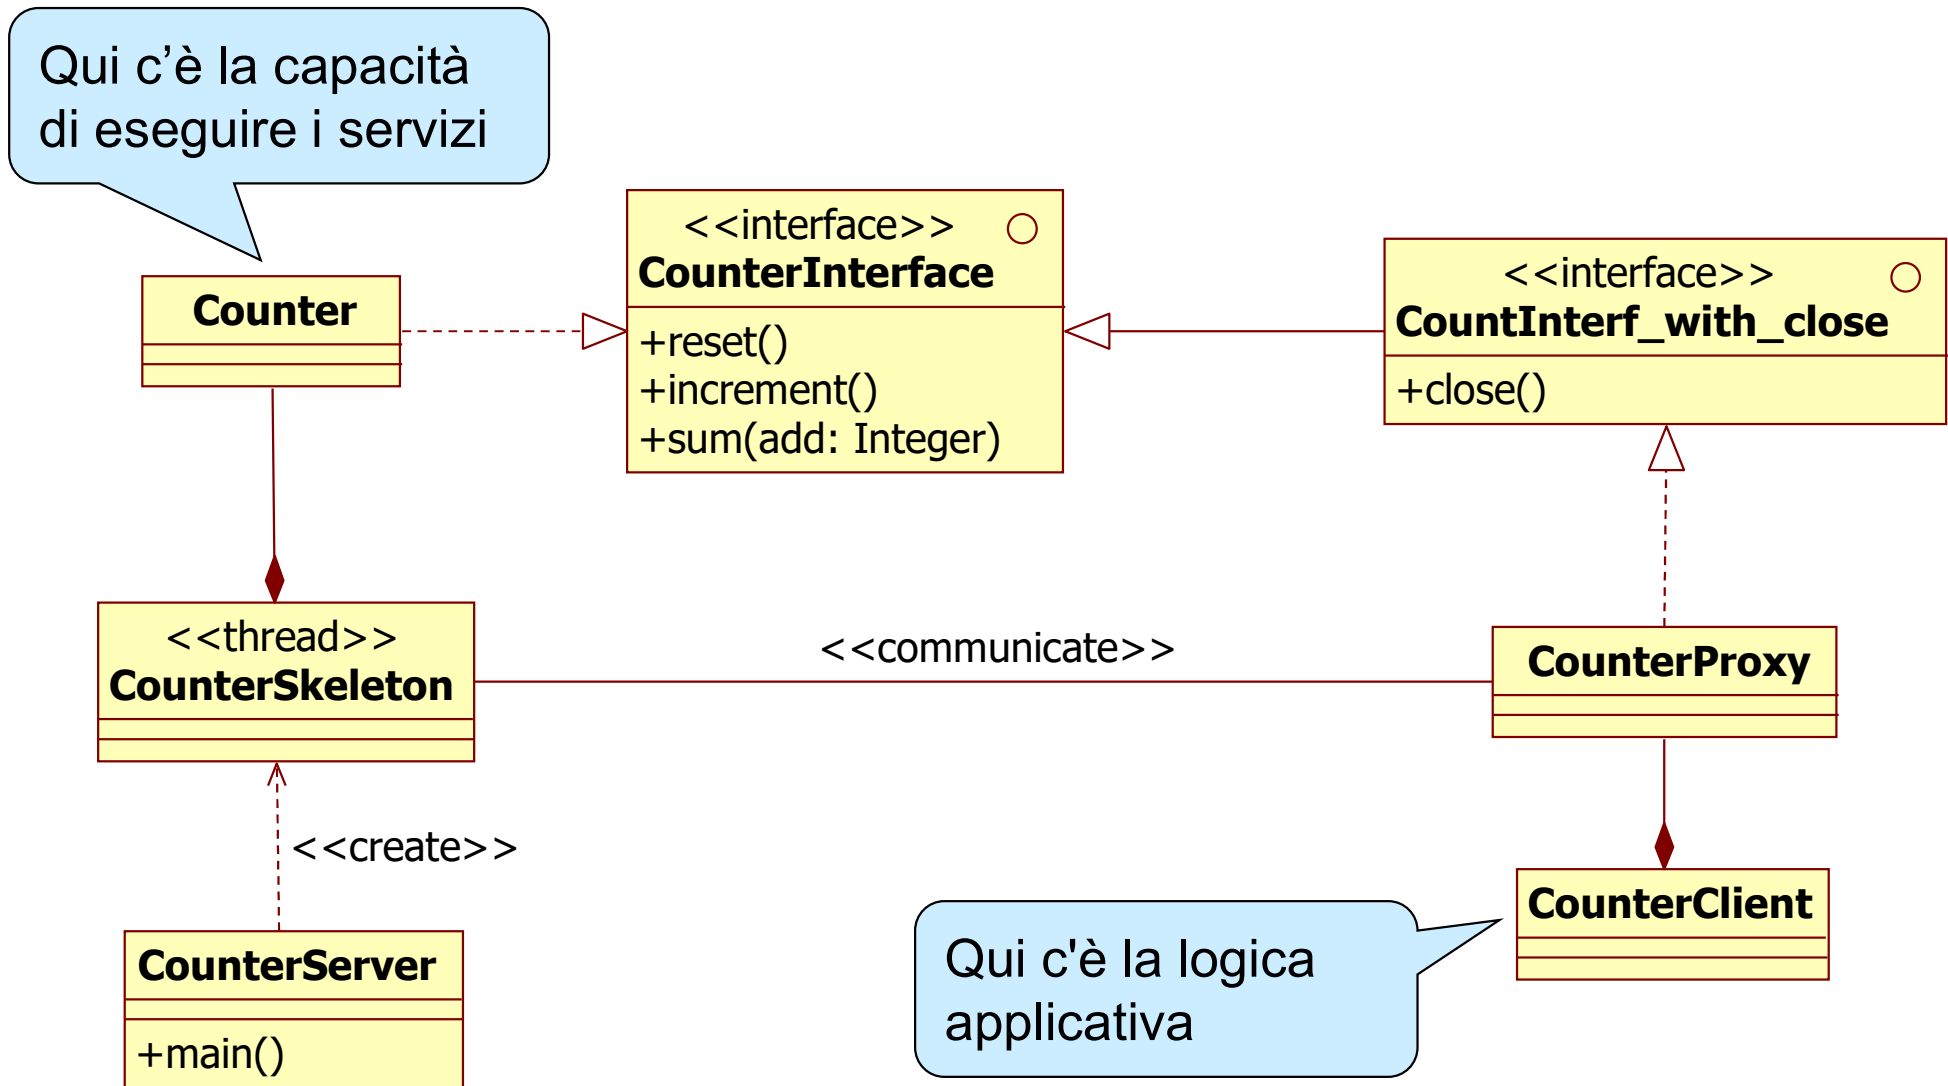 Qui c’è la capacità
di eseguire i servizi
<<interface>>
CounterInterface
+reset()
+increment()
+sum(add: Integer)
<<interface>>
CountInterf_with_close
+close()
Counter
<<thread>>
CounterSkeleton
<<communicate>>
CounterProxy
<<create>>
CounterServer
+main()
Qui c'è la logica
applicativa
CounterClient